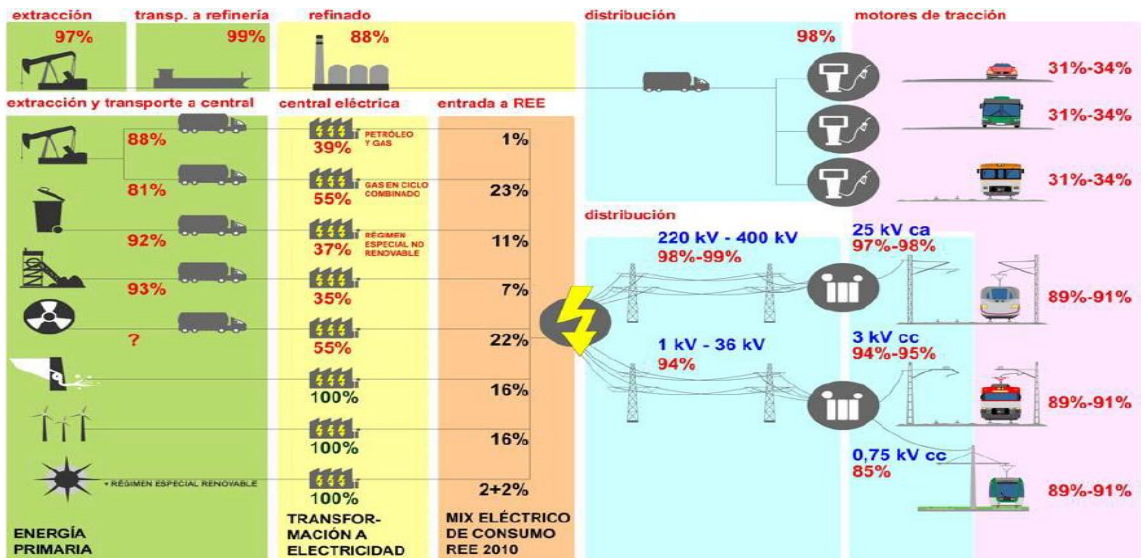 extracción
transp. a refinería
refinado
distribución
motores de tracción
97%
99%
88%
98%
31%-34%
31%-34%
31%-34%
extracción y transporte a central
central eléctrica
entrada a REE
88%
39%
PETRÓLEO
Y GAS
1%
81%
55%
GAS EN CICLO
COMBINADO
23%
92%
37%
RÉGIMEN
ESPECIAL NO
RENOVABLE
11%
93%
35%
7%
?
55%
22%
100%
16%
100%
16%
+ RÉGIMEN ESPECIAL RENOVABLE
100%
2+2%
distribución
220 kV - 400 kV
98%-99%
25 kV ca
97%-98%
89%-91%
1 kV - 36 kV
94%
3 kV cc
94%-95%
89%-91%
0,75 kV cc
85%
89%-91%
ENERGÍA
PRIMARIA
TRANSFOR-
MACIÓN A
ELECTRICIDAD
MIX ELÉCTRICO
DE CONSUMO
REE 2010